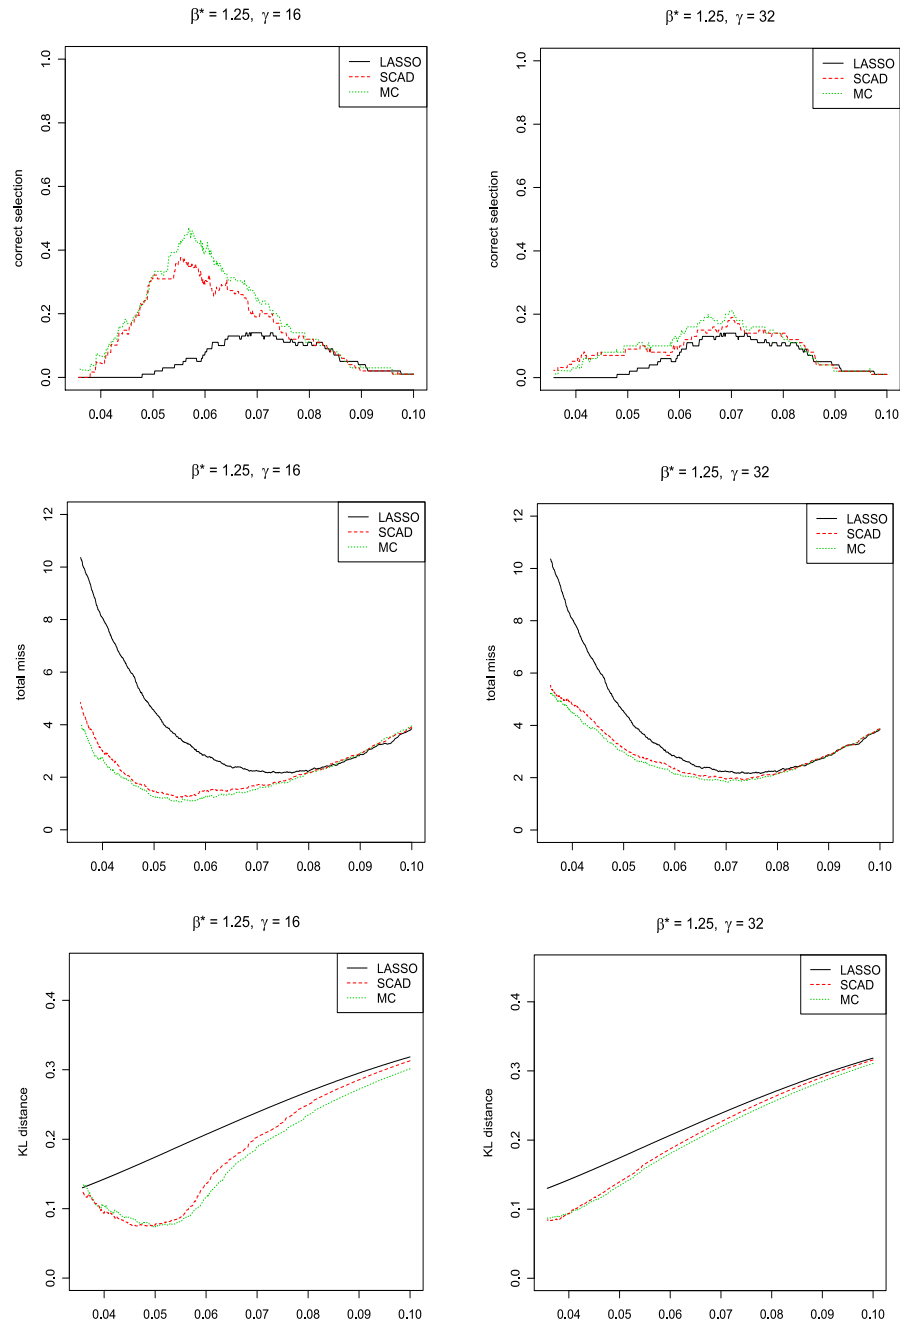 β* = 1.25, γ = 16
LASSO
SCAD
MC
correct selection
1.0
0.8
0.6
0.4
0.2
0.0
0.04 0.05 0.06 0.07 0.08 0.09 0.10
β* = 1.25, γ = 32
LASSO
SCAD
MC
correct selection
1.0
0.8
0.6
0.4
0.2
0.0
0.04 0.05 0.06 0.07 0.08 0.09 0.10
β* = 1.25, γ = 16
LASSO
SCAD
MC
total miss
12
10
8
6
4
2
0
0.04 0.05 0.06 0.07 0.08 0.09 0.10
β* = 1.25, γ = 32
LASSO
SCAD
MC
total miss
12
10
8
6
4
2
0
0.04 0.05 0.06 0.07 0.08 0.09 0.10
β* = 1.25, γ = 16
LASSO
SCAD
MC
KL distance
0.4
0.3
0.2
0.1
0.0
0.04 0.05 0.06 0.07 0.08 0.09 0.10
β* = 1.25, γ = 32
LASSO
SCAD
MC
KL distance
0.4
0.3
0.2
0.1
0.0
0.04 0.05 0.06 0.07 0.08 0.09 0.10